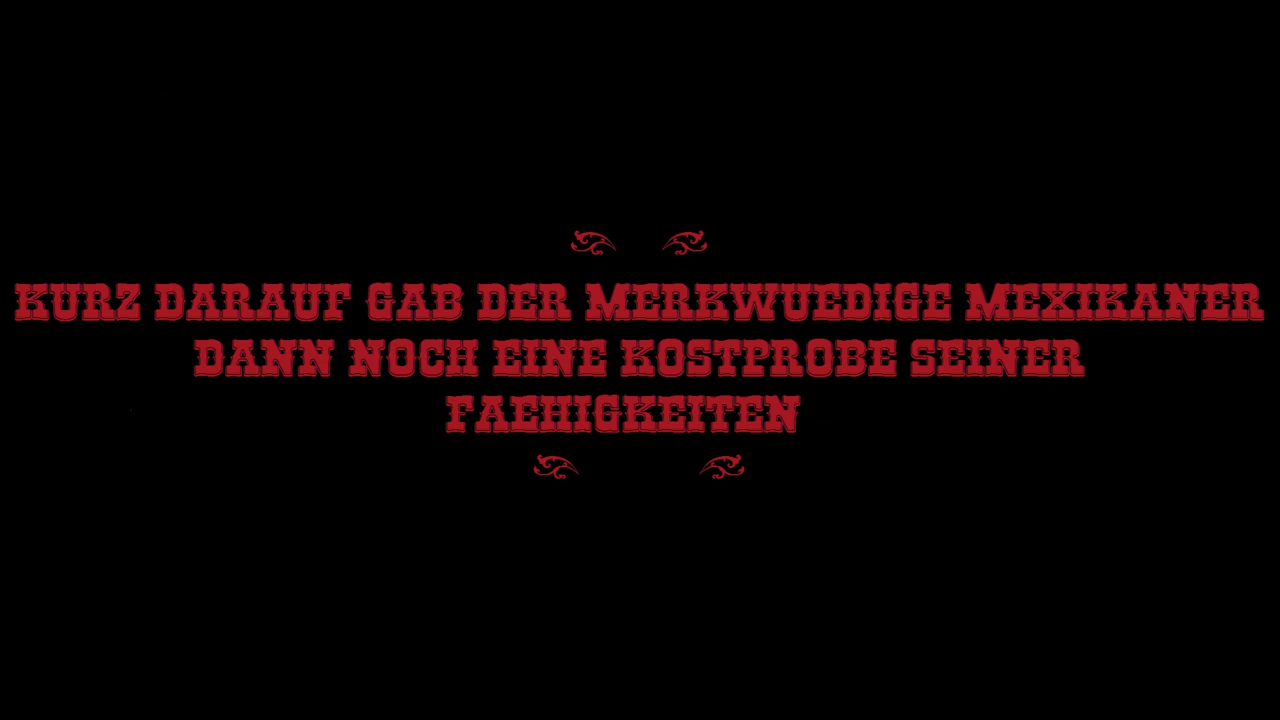 KURZ DARAUF GAB DER MERKWUEDIGE MEXIKANER
DANN NOCH EINE KOSTPROBE SEINER
FAEHIGKEITEN